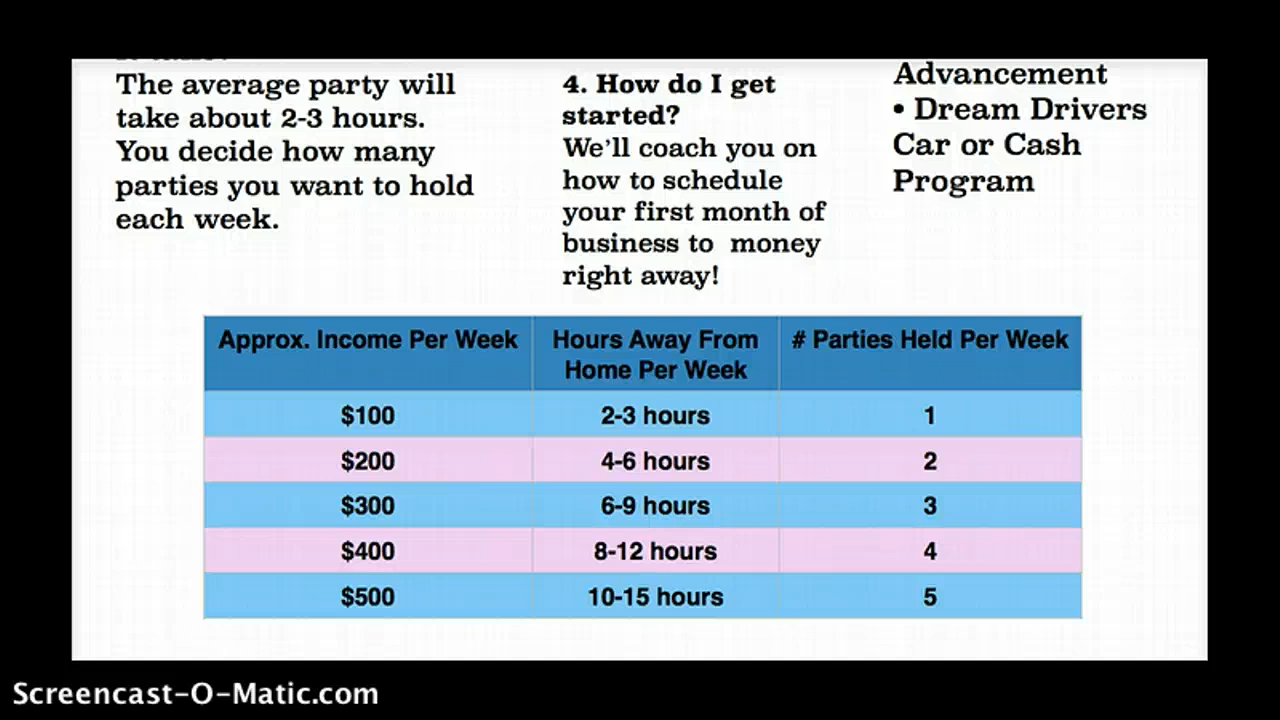 The average party will
take about 2-3 hours.
You decide how many
parties you want to hold
each week.
4. How do I get
started?
We'll coach you on
how to schedule
your first month of
business to  money
right away!
Advancement
• Dream Drivers
Car or Cash
Program
Approx. Income Per Week Hours Away From Home Per Week # Parties Held Per Week
$100 2-3 hours 1
$200 4-6 hours 2
$300 6-9 hours 3
$400 8-12 hours 4
$500 10-15 hours 5
Screencast-O-Matic.com